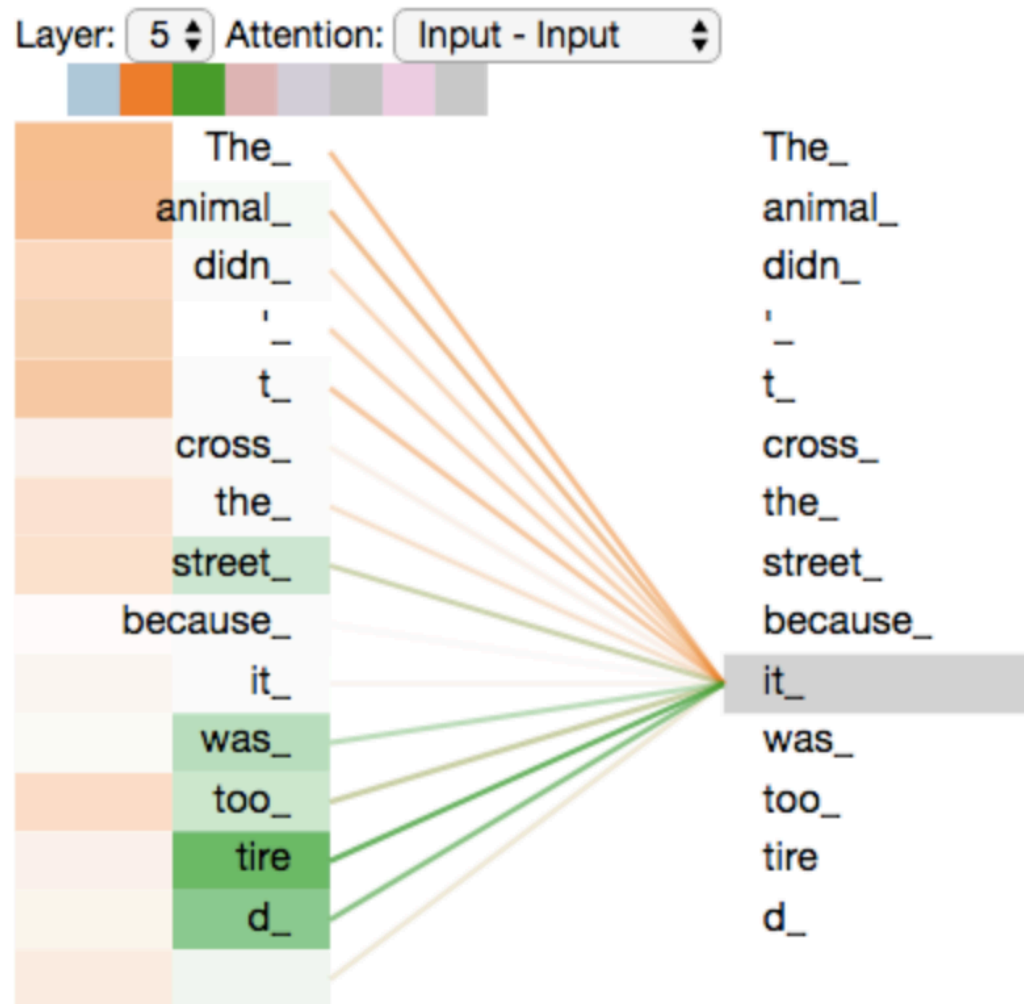 Layer: 5 Attention: Input - Input
The_ The_
animal_ animal_
didn_ didn_
'_ '_
t_ t_
cross_ cross_
the_ the_
street_ street_
because_ because_
it_ it_
was_ was_
too_ too_
tire tire
d_ d_